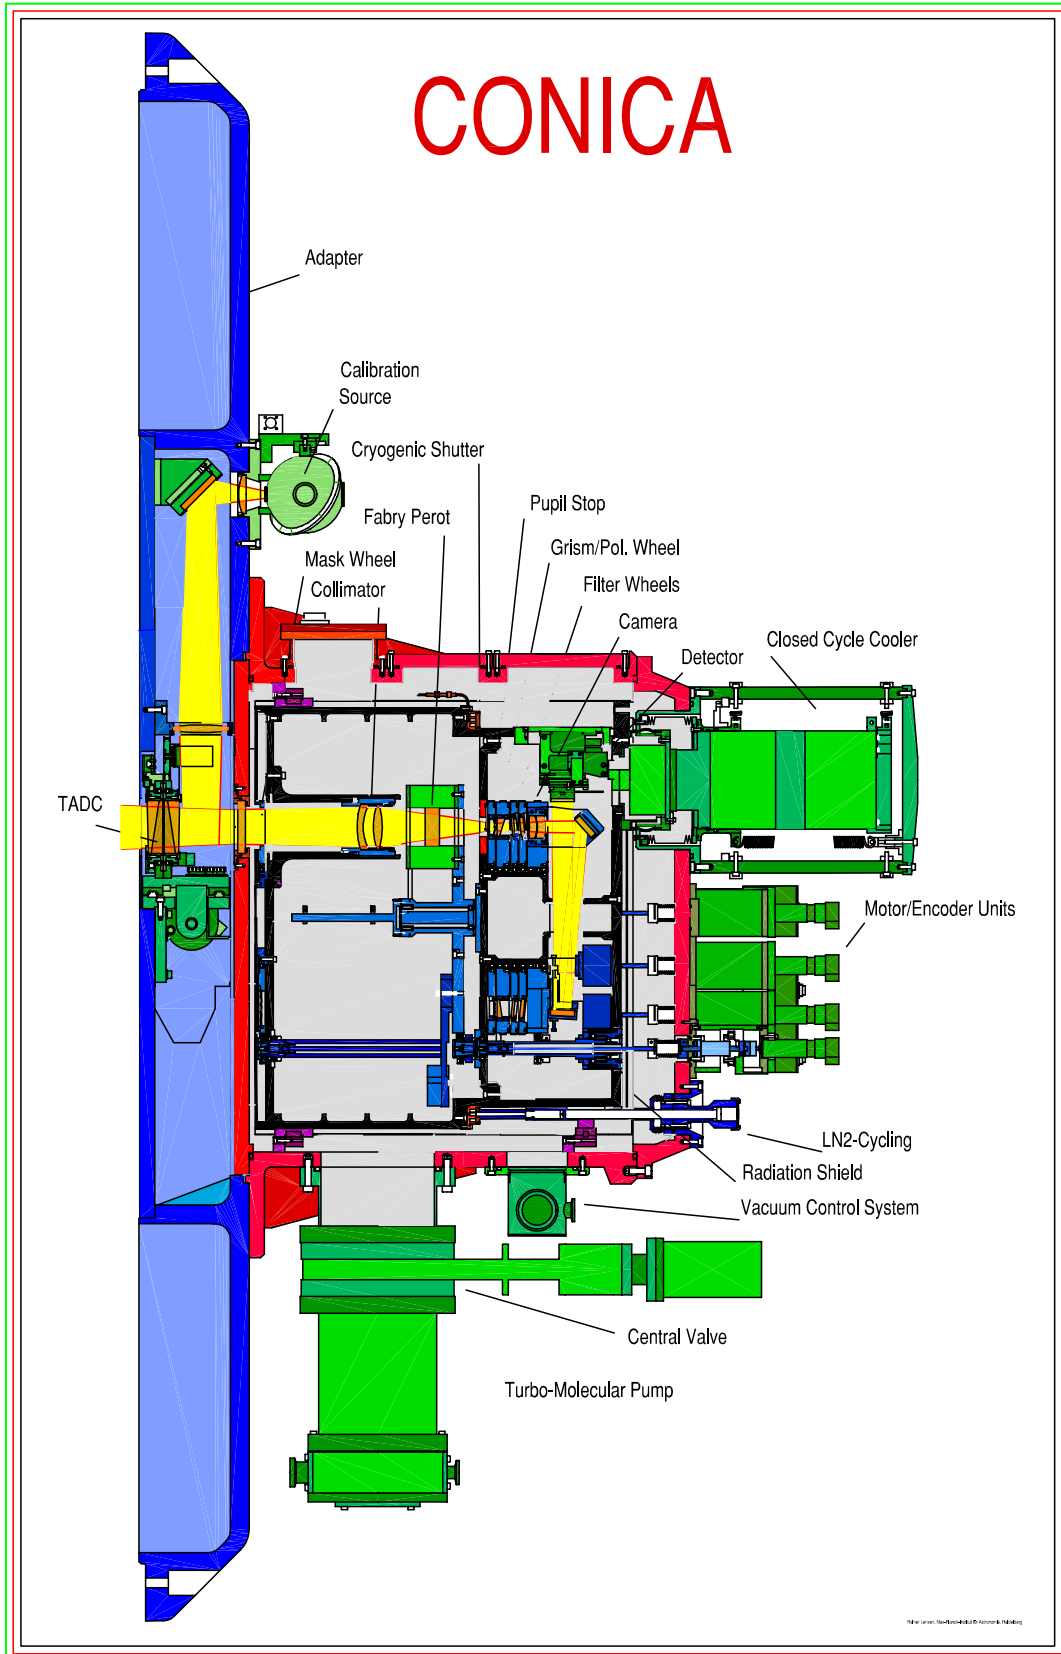 CONICA
Adapter
Calibration
Source
Cryogenic Shutter
Fabry Perot
Pupil Stop
Mask Wheel
Grism/Pol. Wheel
Collimator
Filter Wheels
Camera
Closed Cycle Cooler
Detector
TADC
Motor/Encoder Units
LN2-Cycling
Radiation Shield
Vacuum Control System
Central Valve
Turbo-Molecular Pump